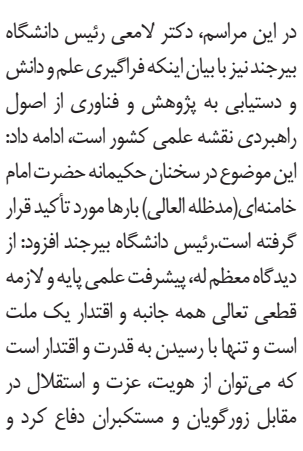 در این مراسم، دکتر لامعی رئیس دانشگاه
بیرجند نیز با بیان اینکه فراگیری علم و دانش
و دستیابی به پژوهش و فناوری از اصول
راهبردی نقشه علمی کشور است، ادامه داد:
این موضوع در سخنان حکیمانه حضرت امام
خامنه‌ای(مدظله العالی) بارها مورد تأکید قرار
گرفته است.رئیس دانشگاه بیرجند افزود: از
دیدگاه معظم له، پیشرفت علمی پایه و لازمه
قطعی تعالی همه جانبه و اقتدار یک ملت
است و تنها با رسیدن به قدرت و اقتدار است
که می‌توان از هویت، عزت و استقلال در
مقابل زورگویان و مستکبران دفاع کرد و